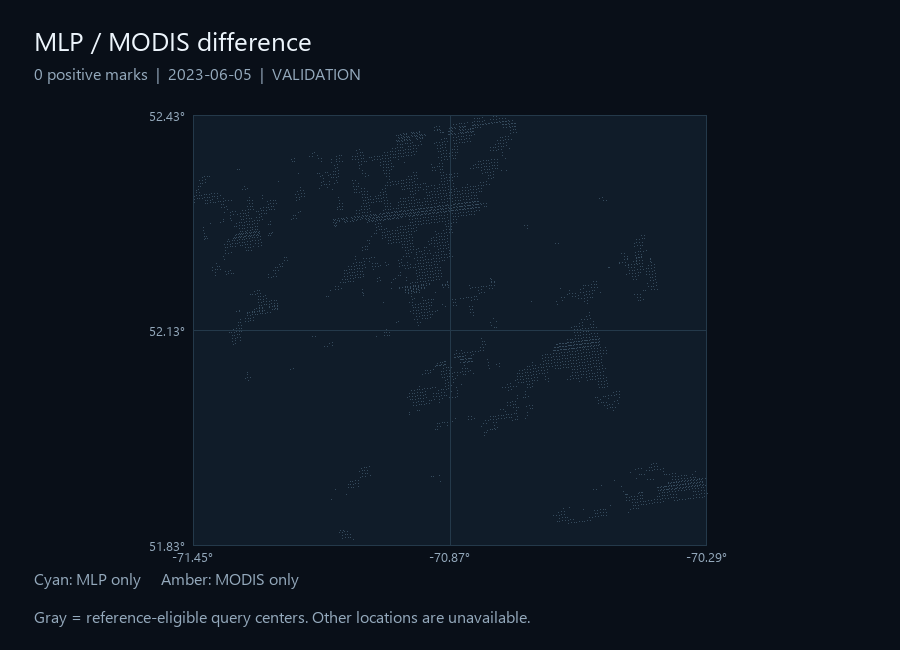 MLP / MODIS difference
0 positive marks | 2023-06-05 | VALIDATION
52.43°
52.13°
51.83°
-71.45° -70.87° -70.29°
Cyan: MLP only Amber: MODIS only
Gray = reference-eligible query centers. Other locations are unavailable.